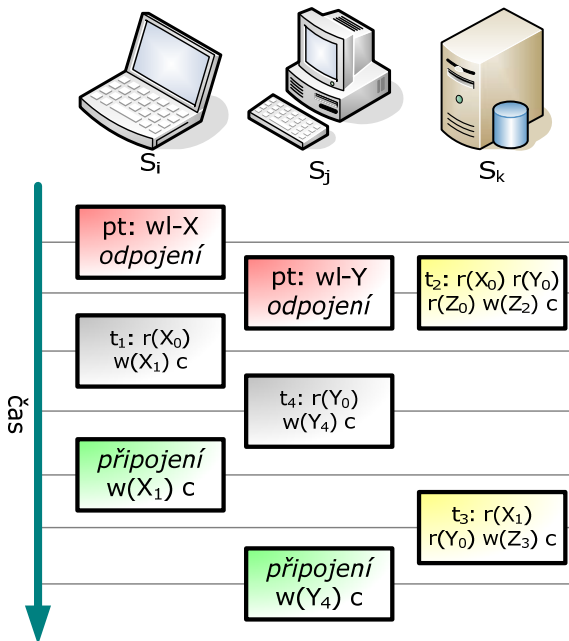 Sᵢ
Sⱼ
Sₖ
pt: wl-X
odpojení
pt: wl-Y
odpojení
t₂: r(X₀) r(Y₀)
r(Z₀) w(Z₂) c
t₁: r(X₀)
w(X₁) c
t₄: r(Y₀)
w(Y₄) c
čas
připojení
w(X₁) c
t₃: r(X₁)
r(Y₀) w(Z₃) c
připojení
w(Y₄) c